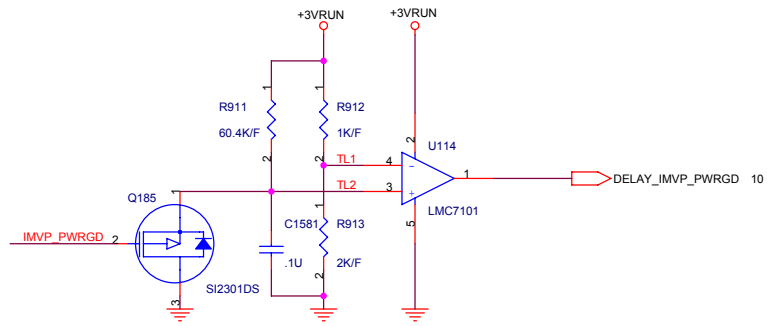 +3VRUN +3VRUN
1 1
R911 R912
60.4K/F 1K/F
2 2
2 U114
TL1 4 - 1 DELAY_IMVP_PWRGD 10
TL2 3 +
LMC7101
5
Q185 1
IMVP_PWRGD 2
SI2301DS
3
C1581 1 R913
.1U 2K/F
2